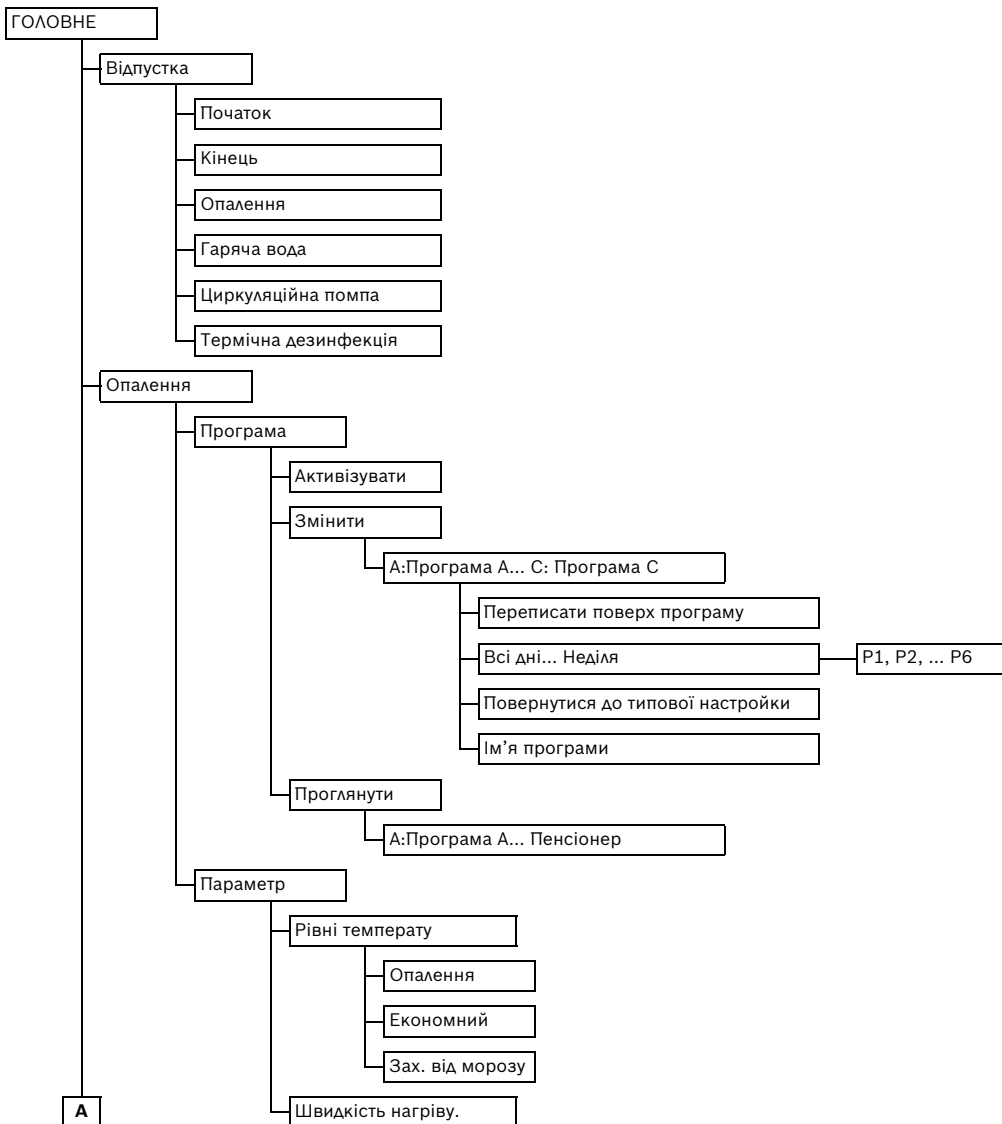 ГОЛОВНЕ
Відпустка
Початок
Кінець
Опалення
Гаряча вода
Циркуляційна помпа
Термічна дезинфекція
Опалення
Програма
Активізувати
Змінити
A:Програма A... C: Програма C
Переписати поверх програму
Всі дні... Неділя
P1, P2, ... P6
Повернутися до типової настройки
Ім’я програми
Проглянути
A:Програма A... Пенсіонер
Параметр
Рівні температу
Опалення
Економний
Зах. від морозу
A
Швидкість нагріву.